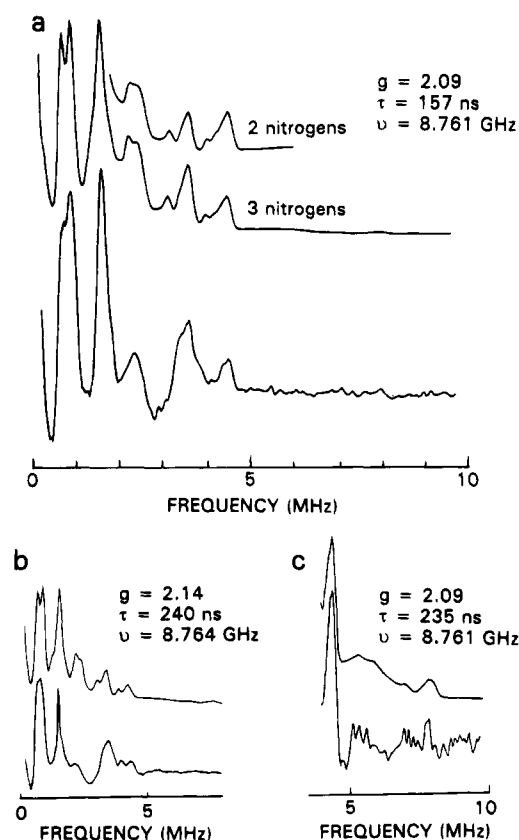 a
g = 2.09
τ = 157 ns
υ = 8.761 GHz
2 nitrogens
3 nitrogens
0 5 10
FREQUENCY (MHz)
b
g = 2.14
τ = 240 ns
υ = 8.764 GHz
0 5
FREQUENCY (MHz)
c
g = 2.09
τ = 235 ns
υ = 8.761 GHz
5 10
FREQUENCY (MHz)